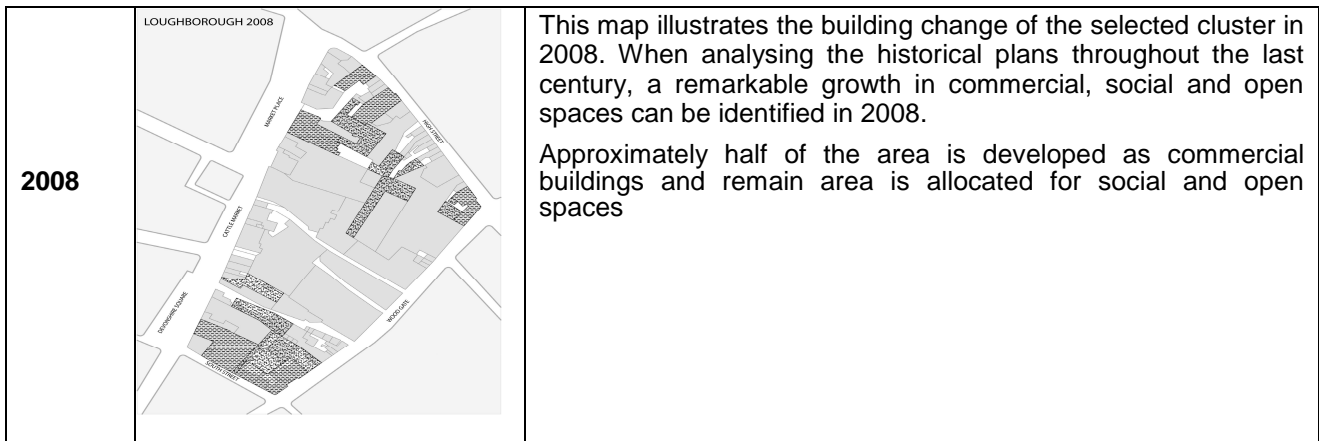 2008
LOUGHBOROUGH 2008
MARKET PLACE
HIGH STREET
CATTLE MARKET
DEVONSHIRE SQUARE
WOOD GATE
SOUTH STREET
This map illustrates the building change of the selected cluster in
2008. When analysing the historical plans throughout the last
century, a remarkable growth in commercial, social and open
spaces can be identified in 2008.
Approximately half of the area is developed as commercial
buildings and remain area is allocated for social and open
spaces